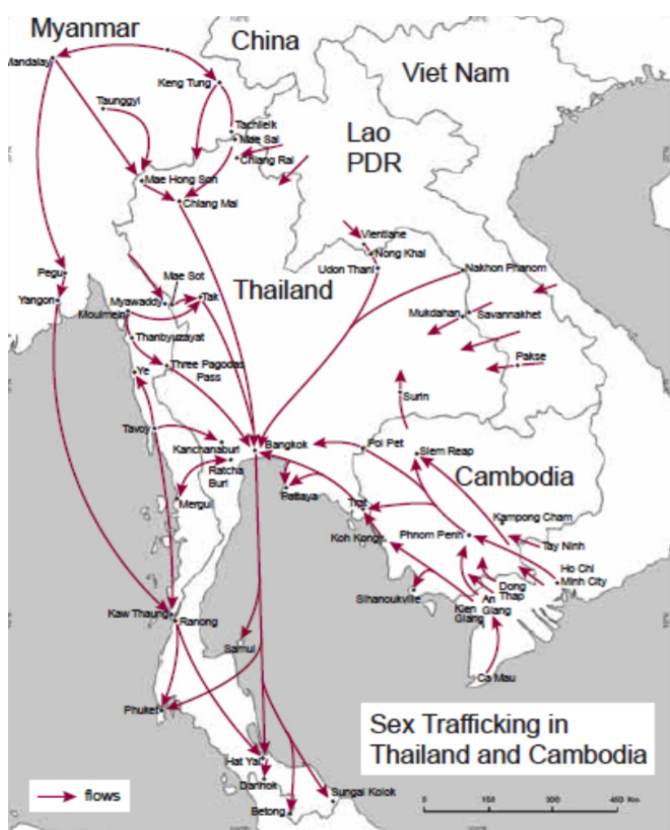 Myanmar
China
Viet Nam
Mandalay
Keng Tung
Taunggyi
Lao
PDR
Tachileik
Mae Sai
Chiang Rai
Mae Hong Son
Chiang Mai
Vientiane
Nong Khai
Udon Thani
Nakhon Phanom
Pegu
Mae Sot
Thailand
Yangon
Myawaddy
Tak
Moulmein
Mukdahan
Savannakhet
Thanbyuzayat
Three Pagodas
Pass
Ye
Pakse
Surin
Tavoy
Kanchanaburi
Bangkok
Poi Pet
Siem Reap
Ratcha
Buri
Cambodia
Mergui
Pattaya
Trat
Kampong Cham
Koh Kong
Phnom Penh
Tay Ninh
Ho Chi
Minh City
Dong
Thap
An
Giang
Kien
Giang
Sihanoukville
Kaw Thaung
Ranong
Samui
Ca Mau
Phuket
Sex Trafficking in
Thailand and Cambodia
Hat Yai
Dannok
Sungai Kolok
Betong
flows
0 150 300 450 Km